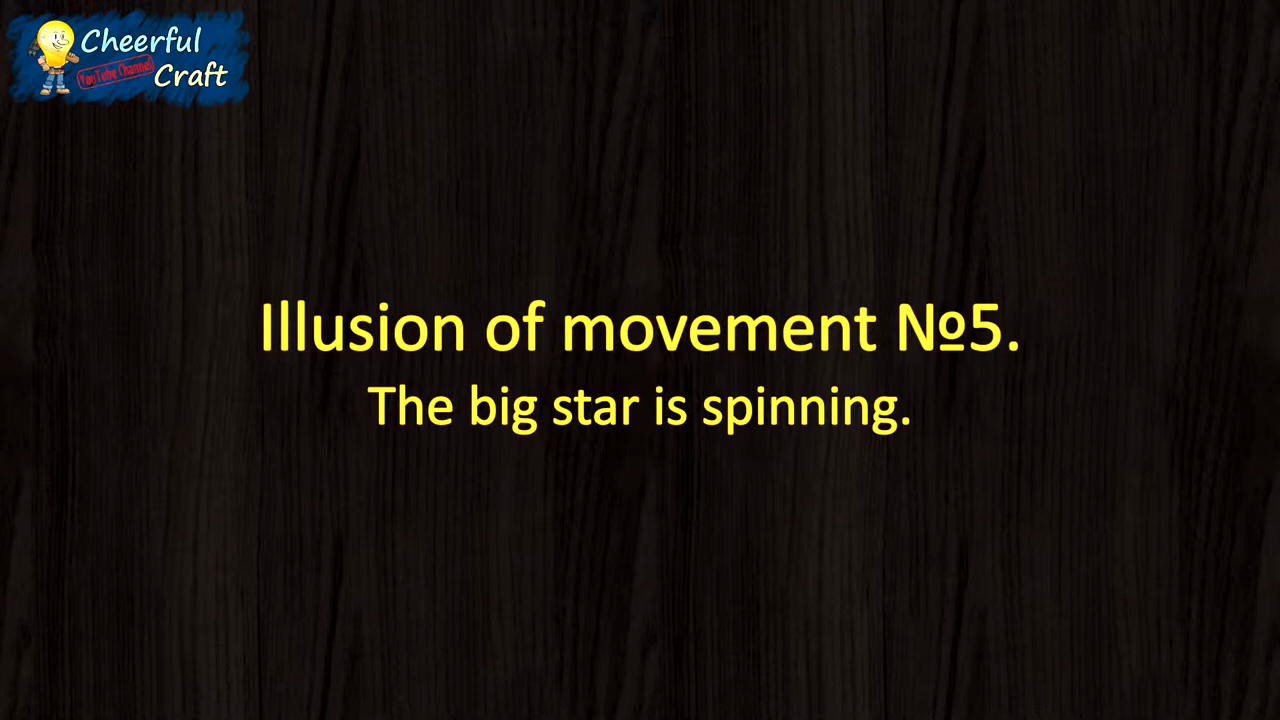 Cheerful
YouTube Channel
Craft
Illusion of movement №5.
The big star is spinning.